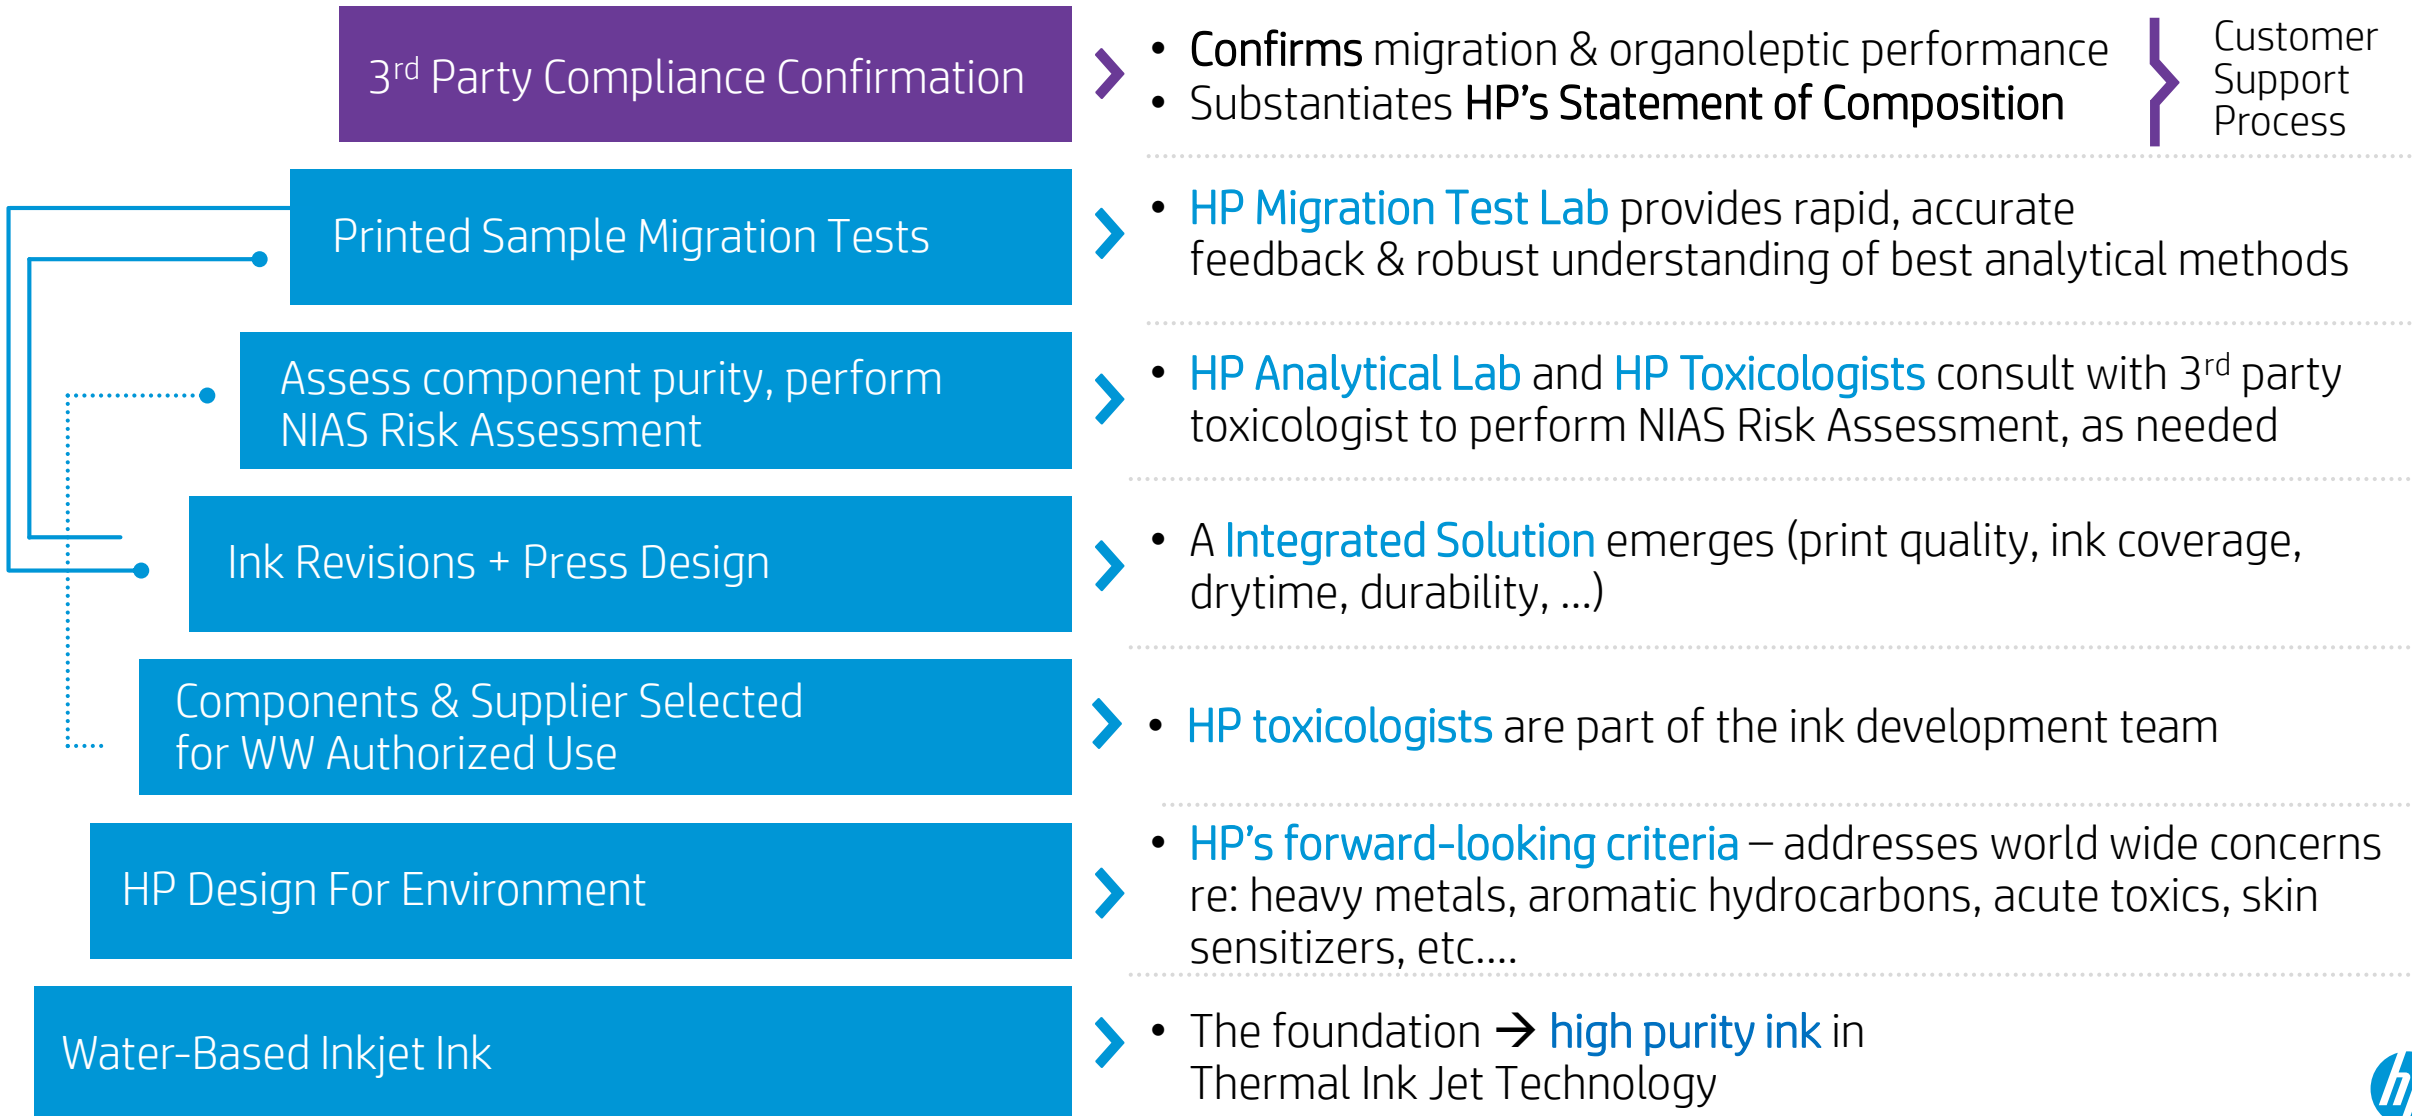 3rd Party Compliance Confirmation
• Confirms migration & organoleptic performance
• Substantiates HP's Statement of Composition
Customer
Support
Process
Printed Sample Migration Tests
• HP Migration Test Lab provides rapid, accurate
feedback & robust understanding of best analytical methods
Assess component purity, perform
NIAS Risk Assessment
• HP Analytical Lab and HP Toxicologists consult with 3rd party
toxicologist to perform NIAS Risk Assessment, as needed
Ink Revisions + Press Design
• A Integrated Solution emerges (print quality, ink coverage,
drytime, durability, ...)
Components & Supplier Selected
for WW Authorized Use
• HP toxicologists are part of the ink development team
HP Design For Environment
• HP's forward-looking criteria – addresses world wide concerns
re: heavy metals, aromatic hydrocarbons, acute toxics, skin
sensitizers, etc....
Water-Based Inkjet Ink
• The foundation → high purity ink in
Thermal Ink Jet Technology
hp